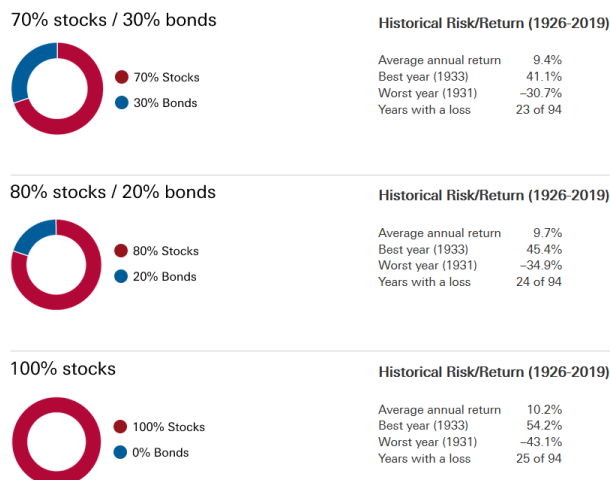 70% stocks / 30% bonds
Historical Risk/Return (1926-2019)
70% Stocks
30% Bonds
Average annual return 9.4%
Best year (1933) 41.1%
Worst year (1931) –30.7%
Years with a loss 23 of 94
80% stocks / 20% bonds
Historical Risk/Return (1926-2019)
80% Stocks
20% Bonds
Average annual return 9.7%
Best year (1933) 45.4%
Worst year (1931) –34.9%
Years with a loss 24 of 94
100% stocks
Historical Risk/Return (1926-2019)
100% Stocks
0% Bonds
Average annual return 10.2%
Best year (1933) 54.2%
Worst year (1931) –43.1%
Years with a loss 25 of 94